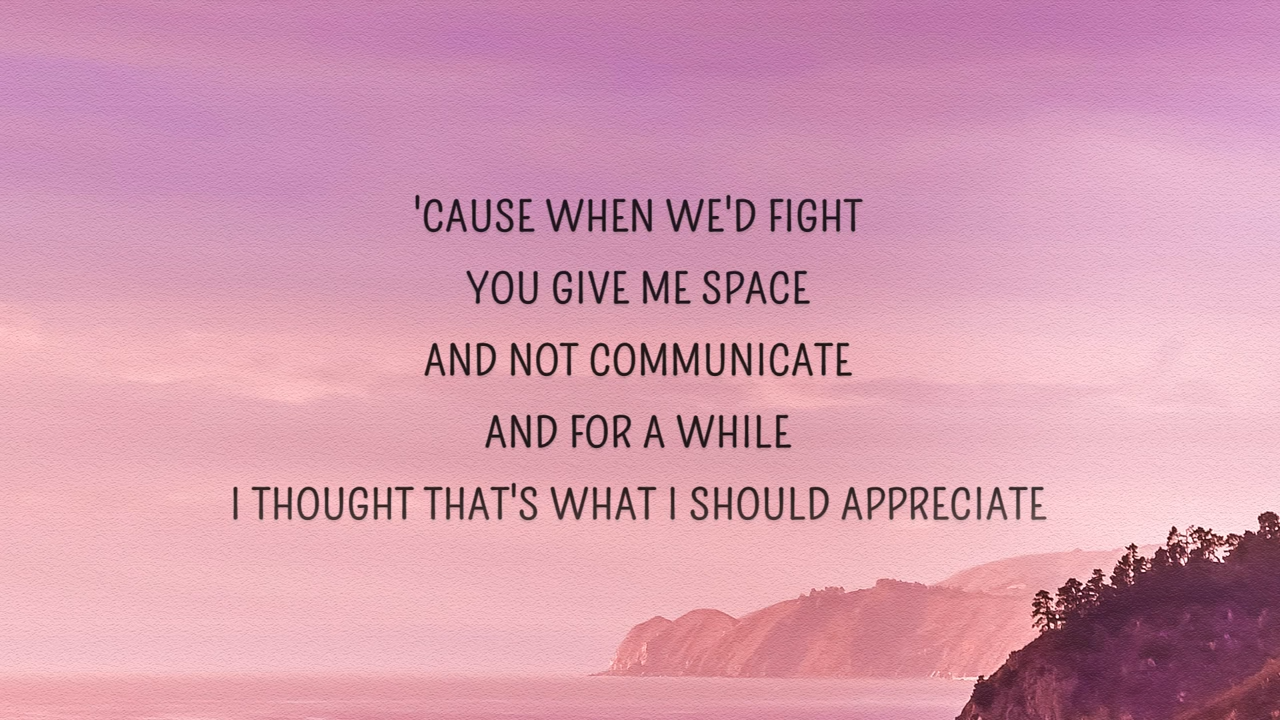 'CAUSE WHEN WE'D FIGHT
YOU GIVE ME SPACE
AND NOT COMMUNICATE
AND FOR A WHILE
I THOUGHT THAT'S WHAT I SHOULD APPRECIATE